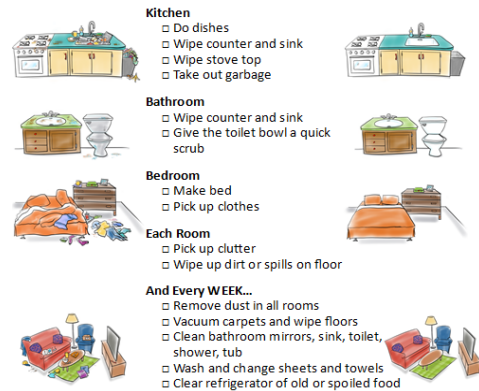 Kitchen
□ Do dishes
□ Wipe counter and sink
□ Wipe stove top
□ Take out garbage
Bathroom
□ Wipe counter and sink
□ Give the toilet bowl a quick
scrub
Bedroom
□ Make bed
□ Pick up clothes
Each Room
□ Pick up clutter
□ Wipe up dirt or spills on floor
And Every WEEK...
□ Remove dust in all rooms
□ Vacuum carpets and wipe floors
□ Clean bathroom mirrors, sink, toilet,
shower, tub
□ Wash and change sheets and towels
□ Clear refrigerator of old or spoiled food